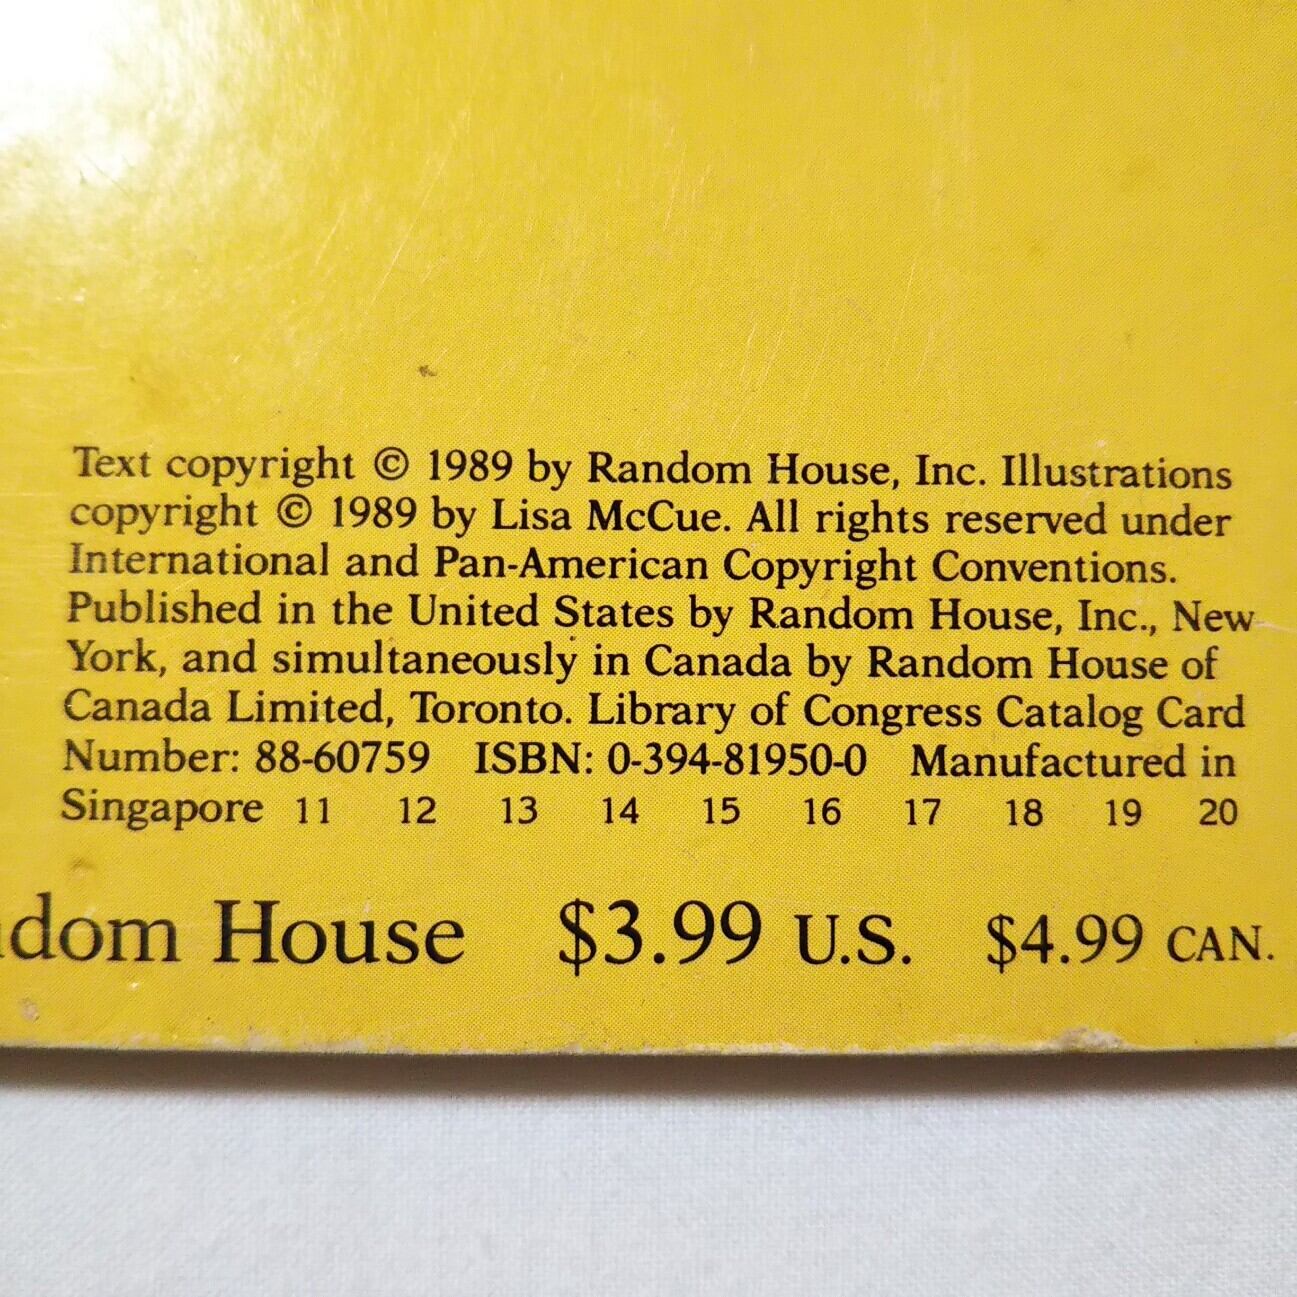 Text copyright © 1989 by Random House, Inc. Illustrations
copyright © 1989 by Lisa McCue. All rights reserved under
International and Pan-American Copyright Conventions.
Published in the United States by Random House, Inc., New
York, and simultaneously in Canada by Random House of
Canada Limited, Toronto. Library of Congress Catalog Card
Number: 88-60759 ISBN: 0-394-81950-0 Manufactured in
Singapore 11 12 13 14 15 16 17 18 19 20
dom House $3.99 U.S. $4.99 CAN.